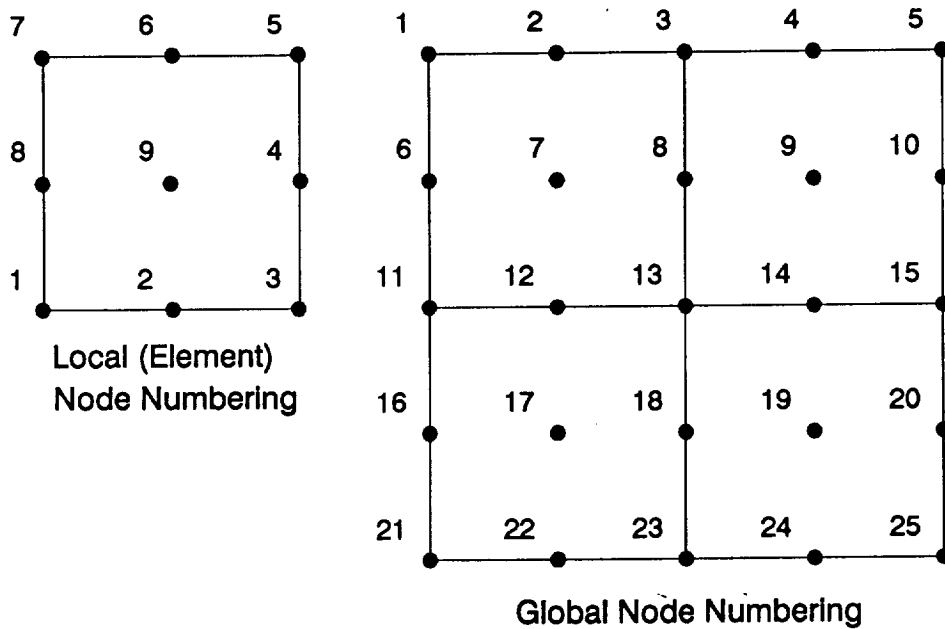 7 6 5
8 9 4
1 2 3
Local (Element)
Node Numbering
1 2 3 4 5
6 7 8 9 10
11 12 13 14 15
16 17 18 19 20
21 22 23 24 25
Global Node Numbering